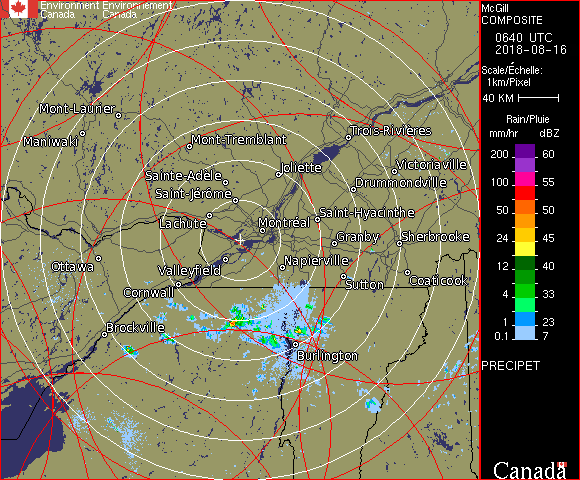 Environment Environnement
Canada Canada
McGill
COMPOSITE
0640 UTC
2018-08-16
Scale/Échelle:
1km/Pixel
40 KM
Rain/Pluie
mm/hr dBZ
200 60
100 55
50 50
24 45
12 40
4 33
1 23
0.1 7
PRECIPET
Canada
Mont-Laurier
Maniwaki
Mont-Tremblant
Trois-Rivières
Joliette
Victoriaville
Sainte-Adèle
Drummondville
Saint-Jérôme
Saint-Hyacinthe
Lachute
Montréal
Granby
Sherbrooke
Ottawa
Valleyfield
Napierville
Cornwall
Sutton
Coaticook
Brockville
Burlington